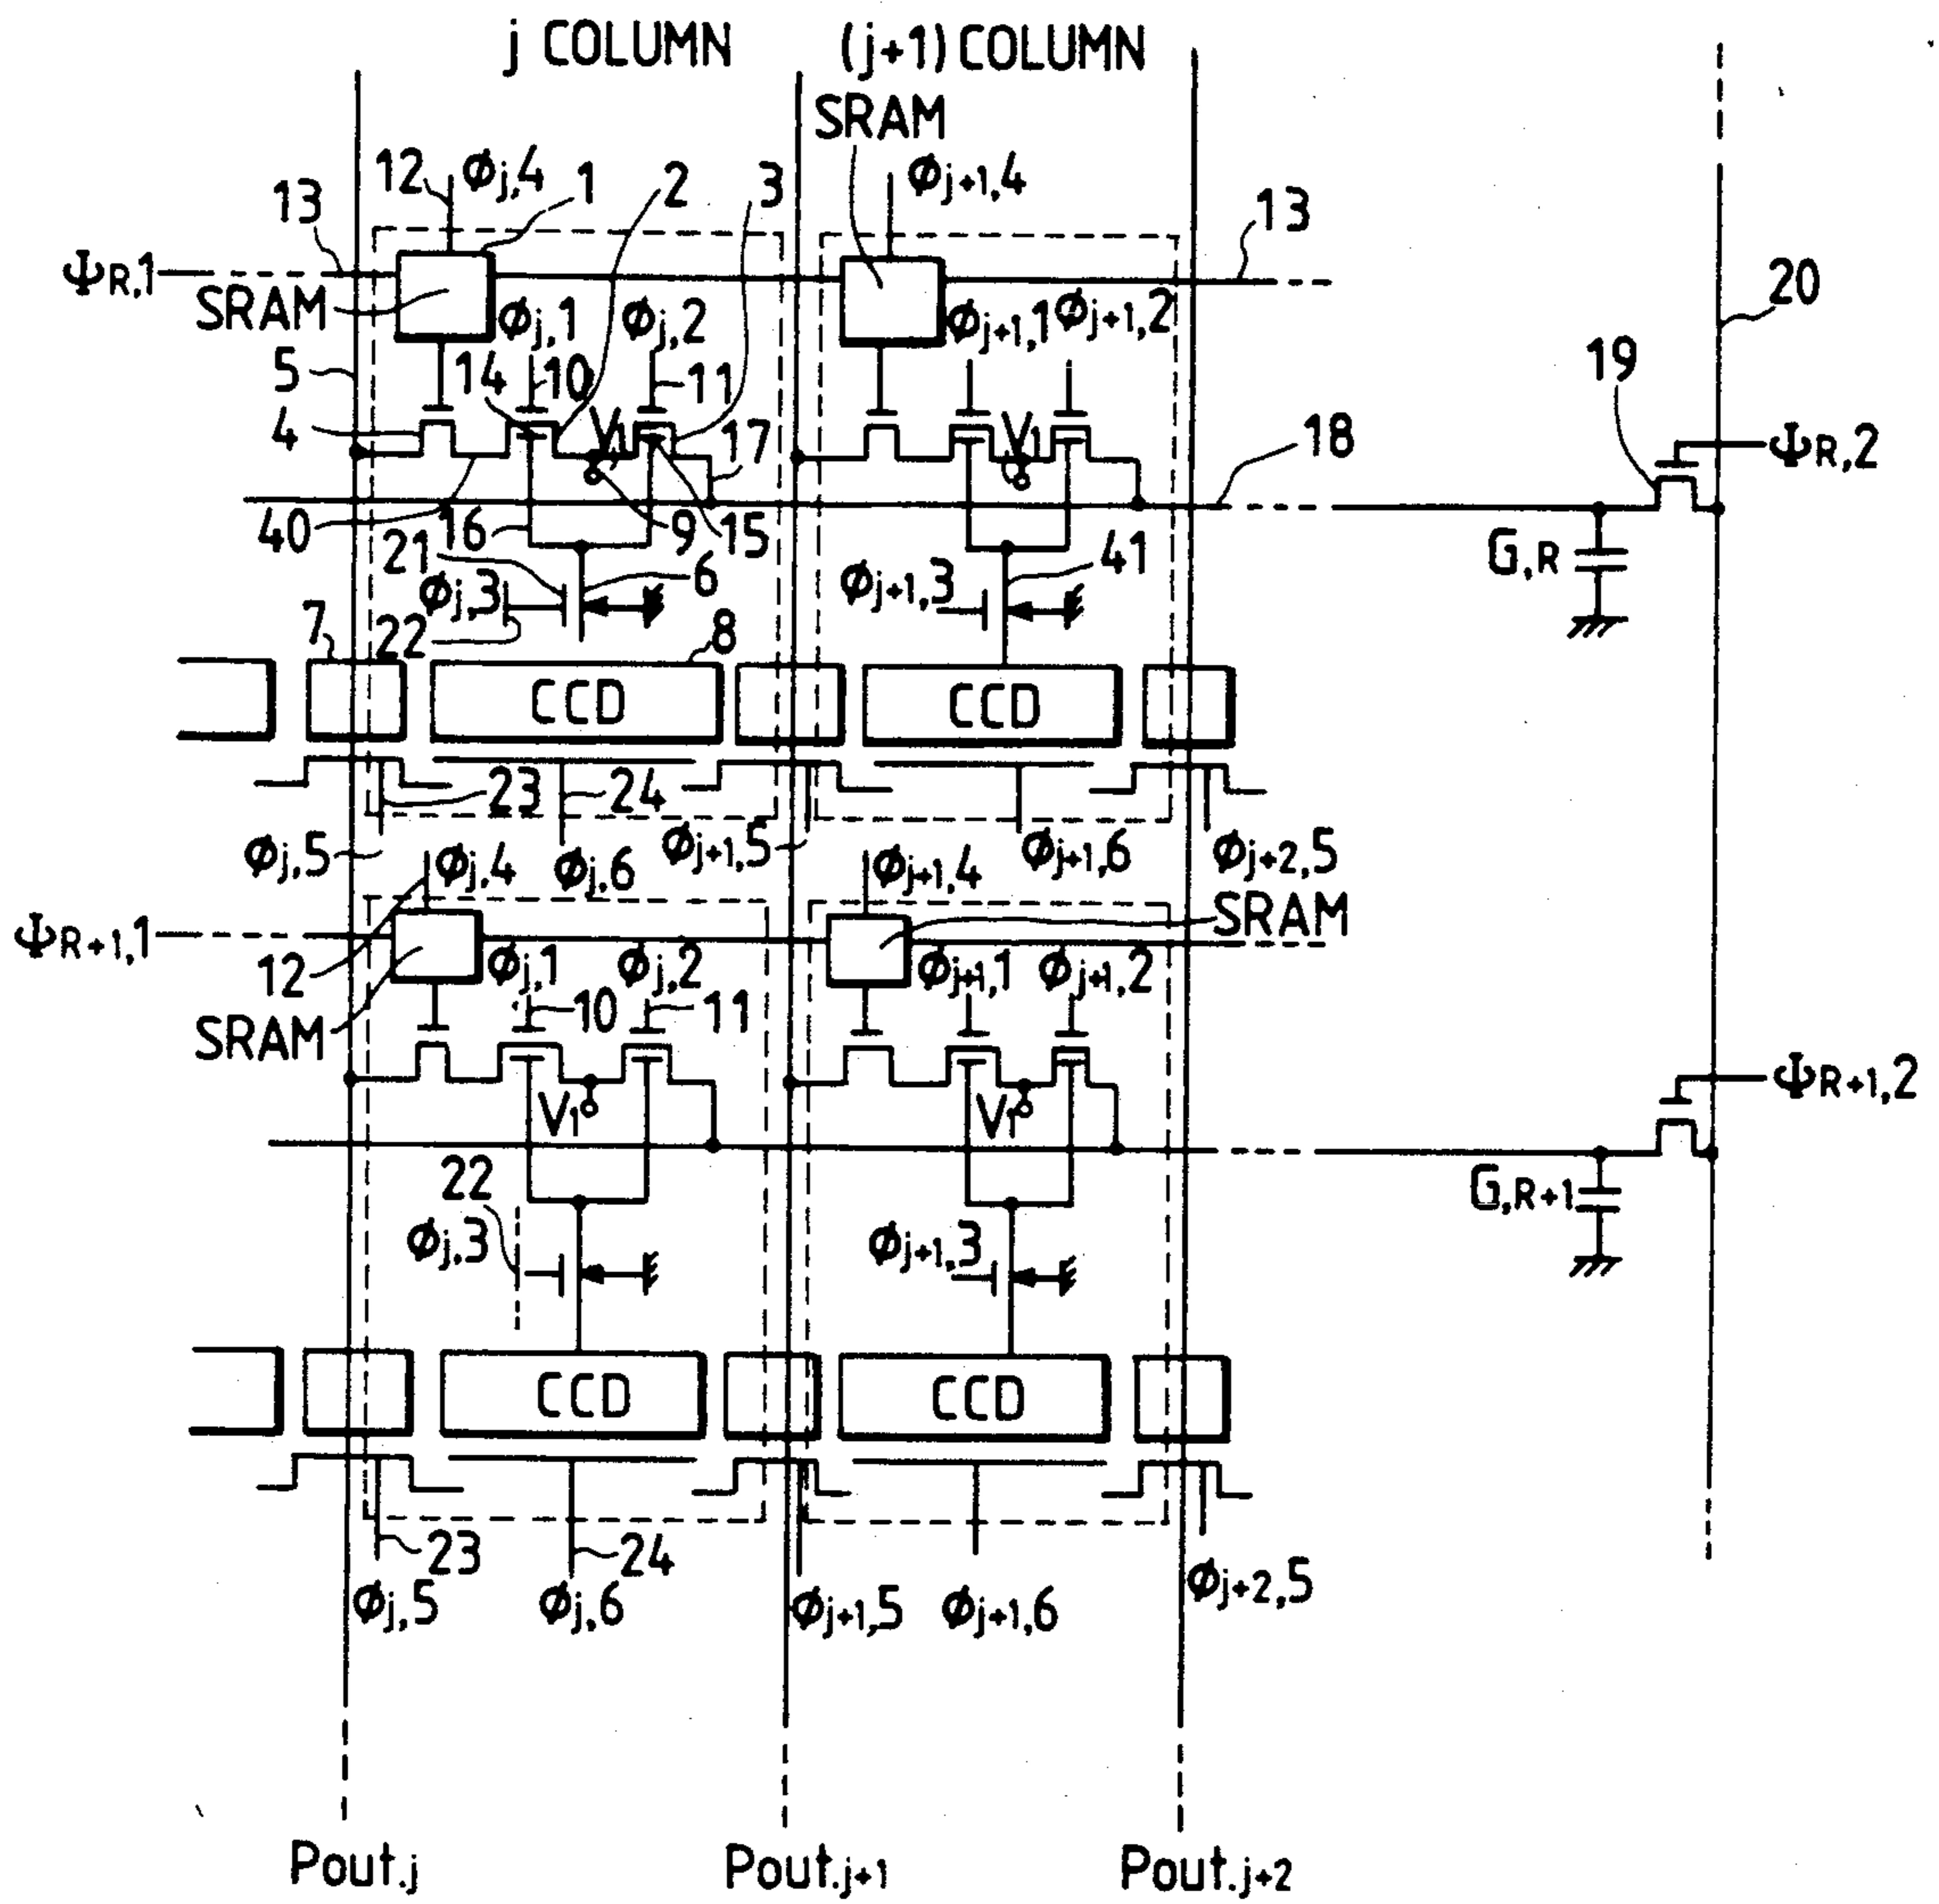 j COLUMN (j+1) COLUMN
SRAM
12 ϕj,4 1 2 3 ϕj+1,4
13 13
ΨR,1 20
SRAM ϕj,1 ϕj,2 ϕj+1,1 ϕj+1,2
5 14 10 11 19
4 V1 17 V1 18 ΨR,2
40 16 9 15
21 6 41 G,R
ϕj,3 ϕj+1,3
7 22 8
CCD CCD
23 24
ϕj,5 ϕj,4 ϕj,6 ϕj+1,5 ϕj+1,4 ϕj+1,6 ϕj+2,5
SRAM
ΨR+1,1
12 ϕj,1 ϕj,2 ϕj+1,1 ϕj+1,2
SRAM 10 11
V1 V1 ΨR+1,2
22 G,R+1
ϕj,3 ϕj+1,3
CCD CCD
23 24
ϕj,5 ϕj,6 ϕj+1,5 ϕj+1,6 ϕj+2,5
Pout.j Pout.j+1 Pout.j+2